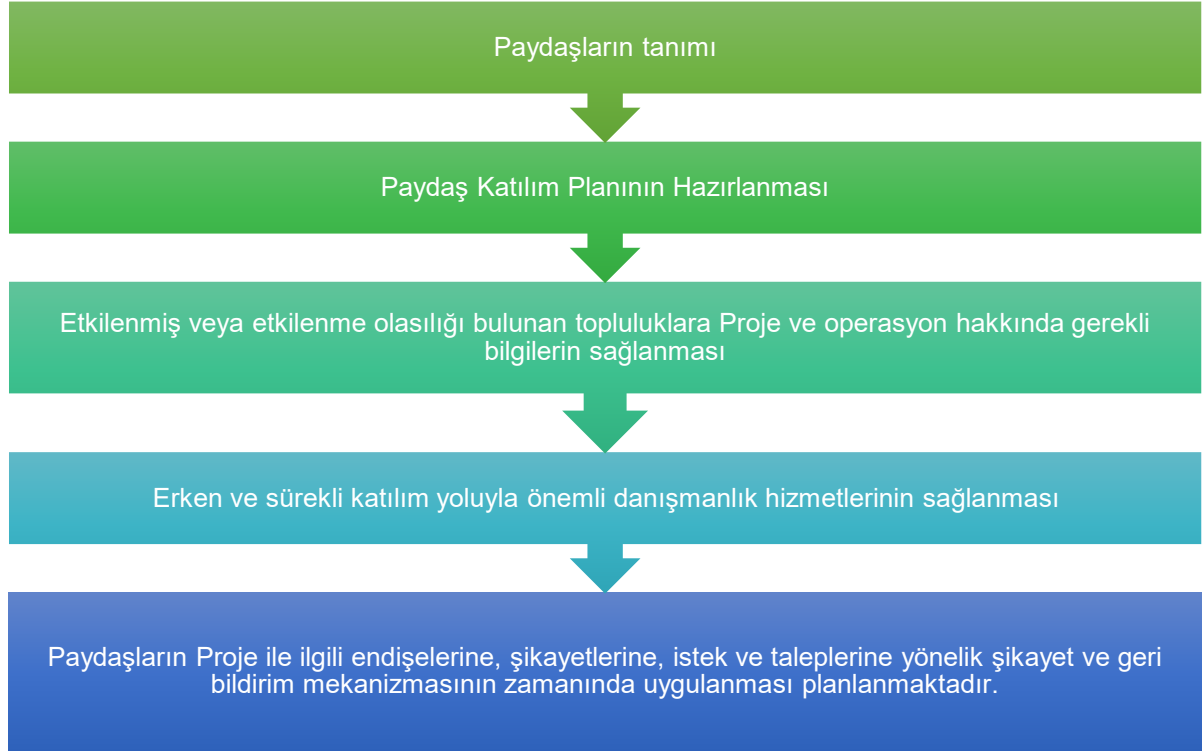 Paydaşların tanımı
Paydaş Katılım Planının Hazırlanması
Etkilenmiş veya etkilenme olasılığı bulunan topluluklara Proje ve operasyon hakkında gerekli
bilgilerin sağlanması
Erken ve sürekli katılım yoluyla önemli danışmanlık hizmetlerinin sağlanması
Paydaşların Proje ile ilgili endişelerine, şikayetlerine, istek ve taleplerine yönelik şikayet ve geri
bildirim mekanizmasının zamanında uygulanması planlanmaktadır.